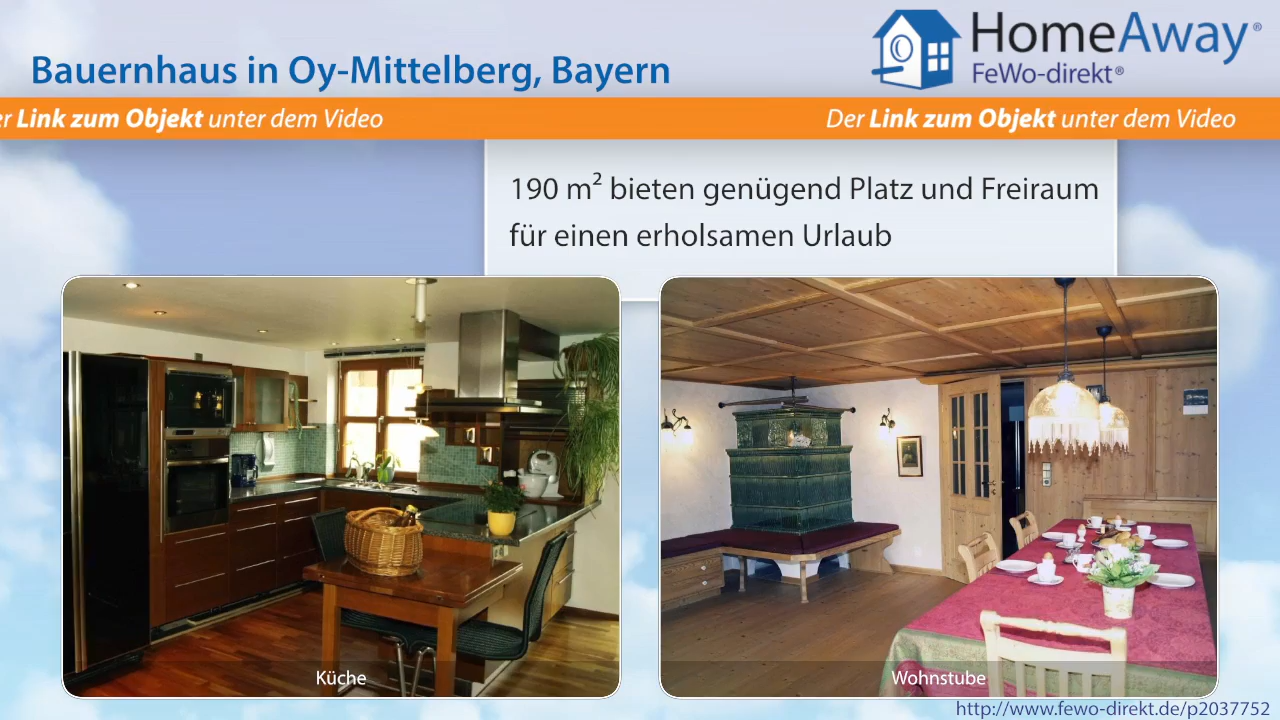 HomeAway®
FeWo-direkt®
Bauernhaus in Oy-Mittelberg, Bayern
er Link zum Objekt unter dem Video
Der Link zum Objekt unter dem Video
190 m² bieten genügend Platz und Freiraum
für einen erholsamen Urlaub
Küche
Wohnstube
http://www.fewo-direkt.de/p2037752